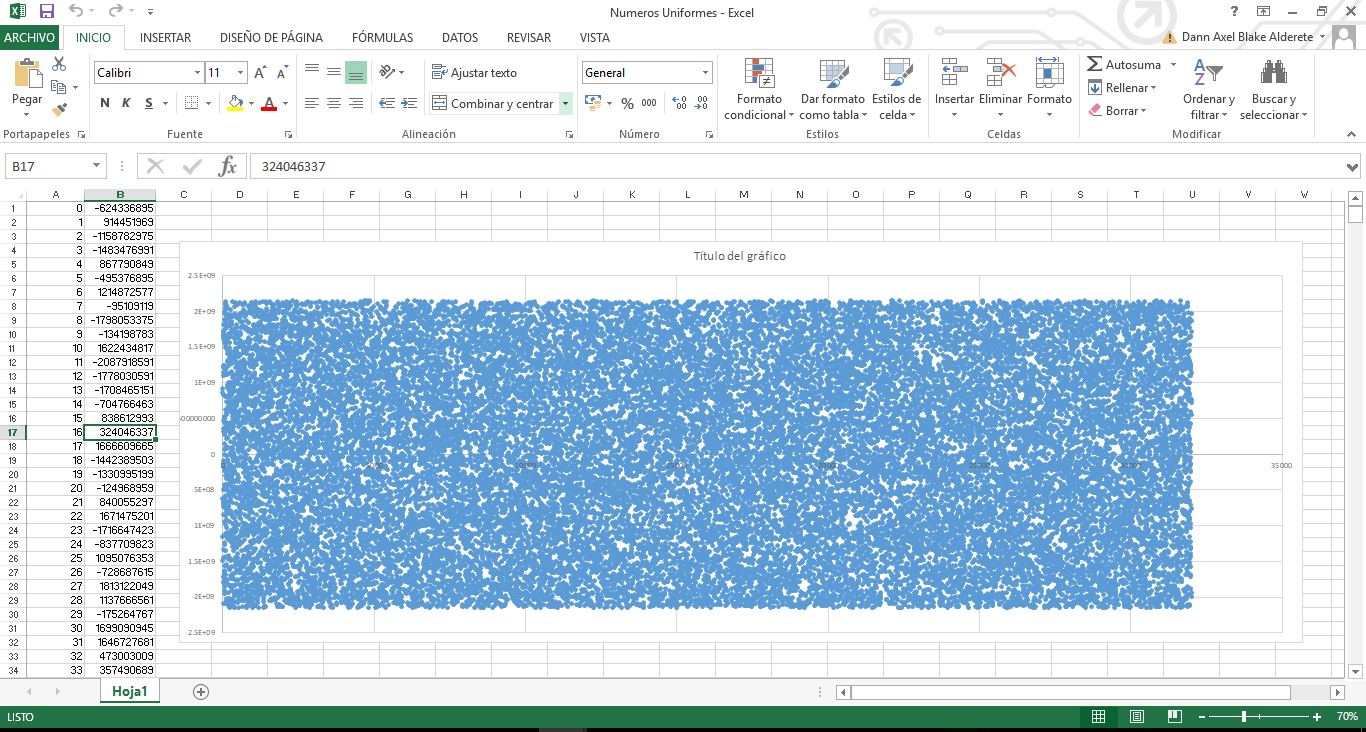 Numeros Uniformes - Excel
ARCHIVO INICIO INSERTAR DISEÑO DE PÁGINA FÓRMULAS DATOS REVISAR VISTA Dann Axel Blake Alderete
Pegar Calibri 11 Ajustar texto General Formato condicional Dar formato como tabla Estilos de celda Insertar Eliminar Formato Autosuma Rellenar Borrar Ordenar y filtrar Buscar y seleccionar
N K S Combinar y centrar % 000
Portapapeles Fuente Alineación Número Estilos Celdas Modificar
B17 fx 324046337
A B C D E F G H I J K L M N O P Q R S T U V W
1 0 -624336895
2 1 914451969
3 2 -1158782975
4 3 -1483476991
5 4 867790849
6 5 -495376895
7 6 1214872577
8 7 -95109119
9 8 -1798053375
10 9 -134198783
11 10 1622434817
12 11 -2087918591
13 12 -1778030591
14 13 -1708465151
15 14 -704766463
16 15 838612993
17 16 324046337
18 17 1666609665
19 18 -1442389503
20 19 -1330995199
21 20 -124968959
22 21 840055297
23 22 1671475201
24 23 -1716647423
25 24 -837709823
26 25 1095076353
27 26 -728687615
28 27 1813122049
29 28 1137666561
30 29 -175264767
31 30 1699090945
32 31 1646727681
33 32 473003009
34 33 357490689
Título del gráfico
2.5E+09
2E+09
1.5E+09
1E+09
500000000
0
5E+08
1E+09
-1.5E+09
2E+09
2.5E+09
35000
Hoja1
LISTO 70%